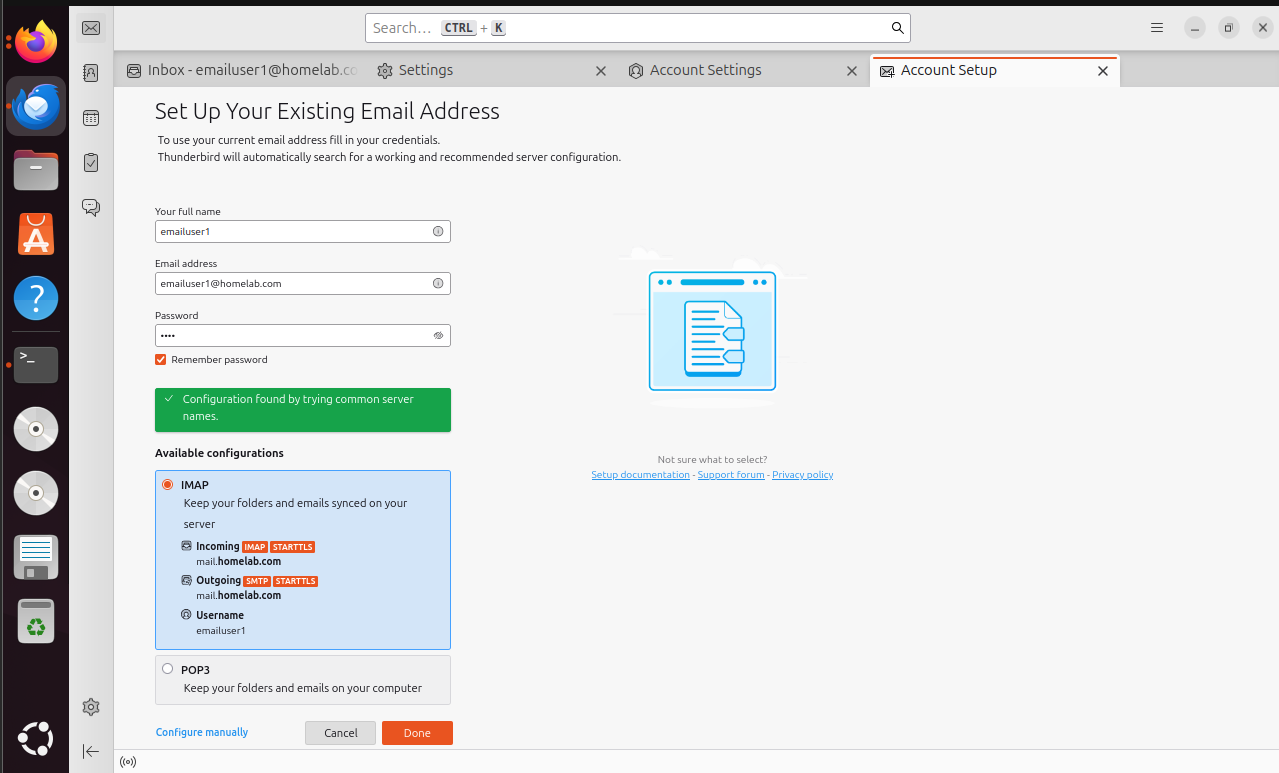 Search… CTRL + K
Inbox - emailuser1@homelab.co
Settings
Account Settings
Account Setup
Set Up Your Existing Email Address
To use your current email address fill in your credentials.
Thunderbird will automatically search for a working and recommended server configuration.
Your full name
emailuser1
Email address
emailuser1@homelab.com
Password
••••
Remember password
Configuration found by trying common server
names.
Available configurations
IMAP
Keep your folders and emails synced on your
server
Incoming IMAP STARTTLS
mail.homelab.com
Outgoing SMTP STARTTLS
mail.homelab.com
Username
emailuser1
POP3
Keep your folders and emails on your computer
Configure manually
Cancel
Done
Not sure what to select?
Setup documentation - Support forum - Privacy policy